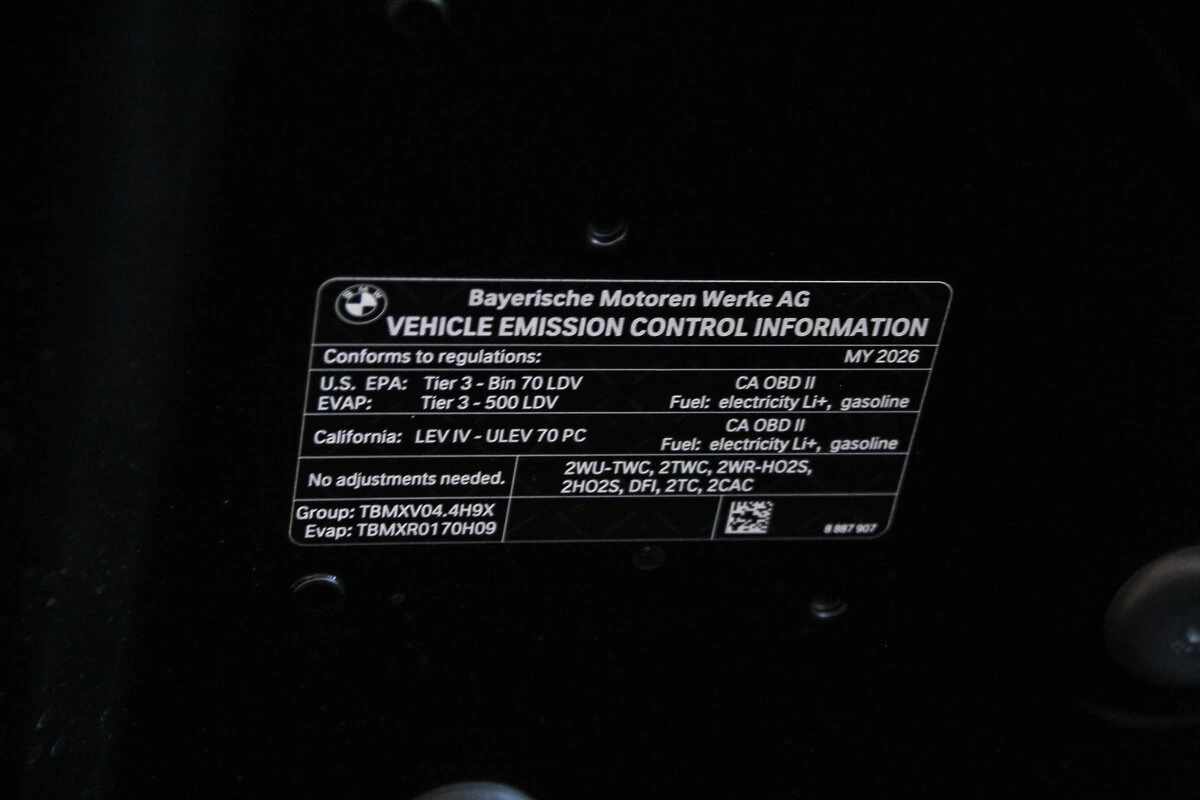 BMW
Bayerische Motoren Werke AG
VEHICLE EMISSION CONTROL INFORMATION
Conforms to regulations: MY 2026
U.S. EPA: Tier 3 - Bin 70 LDV CA OBD II
EVAP: Tier 3 - 500 LDV Fuel: electricity Li+, gasoline
California: LEV IV - ULEV 70 PC CA OBD II
Fuel: electricity Li+, gasoline
No adjustments needed. 2WU-TWC, 2TWC, 2WR-HO2S,
2HO2S, DFI, 2TC, 2CAC
Group: TBMXV04.4H9X
Evap: TBMXR0170H09
8 887 907